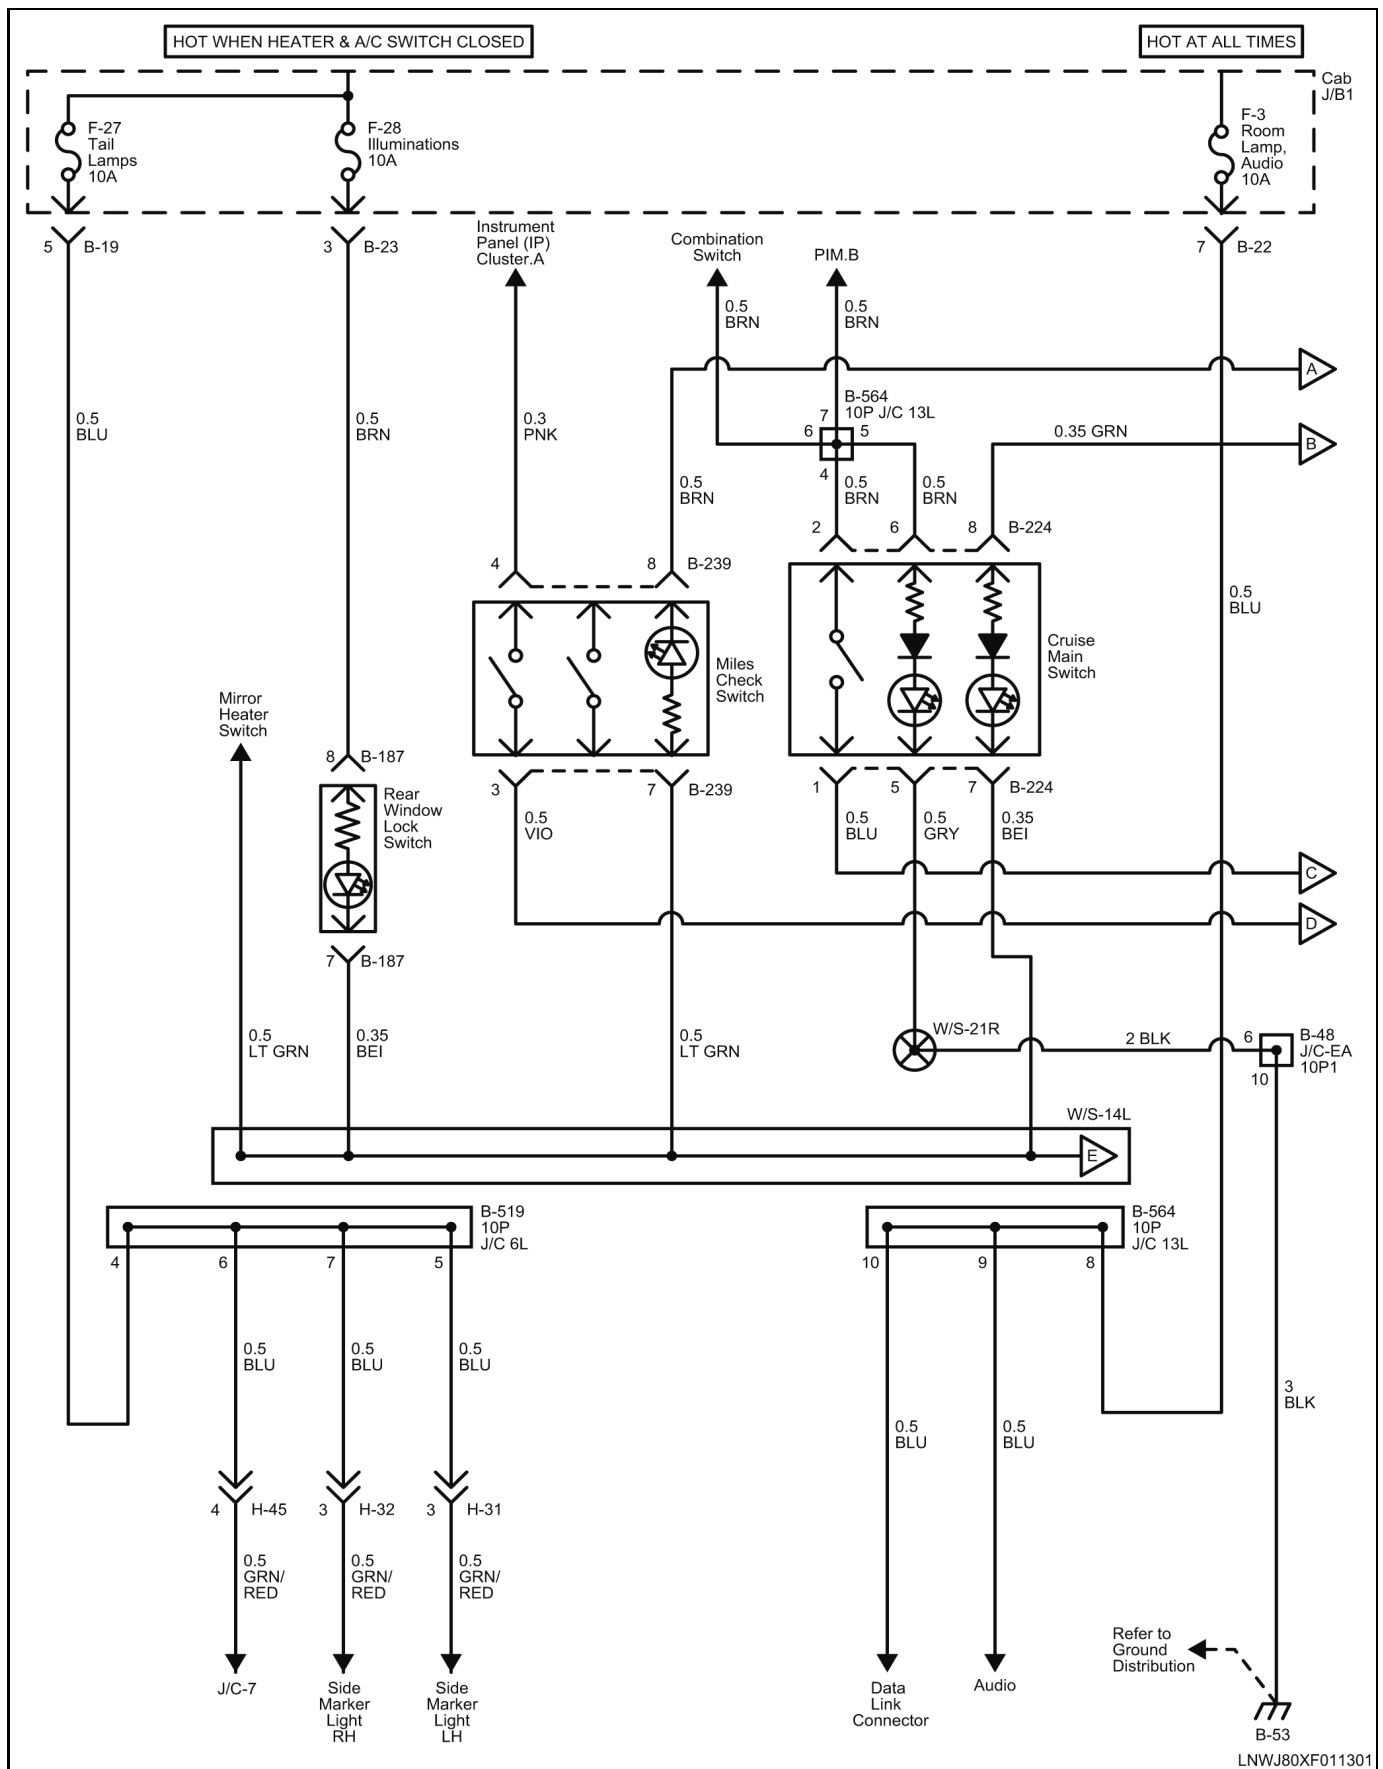 HOT WHEN HEATER & A/C SWITCH CLOSED
HOT AT ALL TIMES
Cab
J/B1
F-27
Tail
Lamps
10A
F-28
Illuminations
10A
F-3
Room
Lamp,
Audio
10A
5
B-19
3
B-23
7
B-22
Instrument
Panel (IP)
Cluster.A
Combination
Switch
PIM.B
0.5
BRN
0.5
BRN
A
0.5
BLU
0.5
BRN
0.3
PNK
B-564
10P J/C 13L
7
6
5
4
0.35 GRN
B
0.5
BRN
0.5
BRN
0.5
BRN
2
6
8
B-224
4
8
B-239
0.5
BLU
Cruise
Main
Switch
Miles
Check
Switch
Mirror
Heater
Switch
8
B-187
Rear
Window
Lock
Switch
3
7
B-239
1
5
7
B-224
0.5
VIO
0.5
BLU
0.5
GRY
0.35
BEI
C
D
7
B-187
0.5
LT GRN
0.35
BEI
0.5
LT GRN
W/S-21R
2 BLK
6
10
B-48
J/C-EA
10P1
W/S-14L
E
B-519
10P
J/C 6L
4
6
7
5
B-564
10P
J/C 13L
10
9
8
0.5
BLU
0.5
BLU
0.5
BLU
3
BLK
0.5
BLU
0.5
BLU
4
H-45
3
H-32
3
H-31
0.5
GRN/
RED
0.5
GRN/
RED
0.5
GRN/
RED
J/C-7
Side
Marker
Light
RH
Side
Marker
Light
LH
Data
Link
Connector
Audio
Refer to
Ground
Distribution
B-53
LNWJ80XF011301